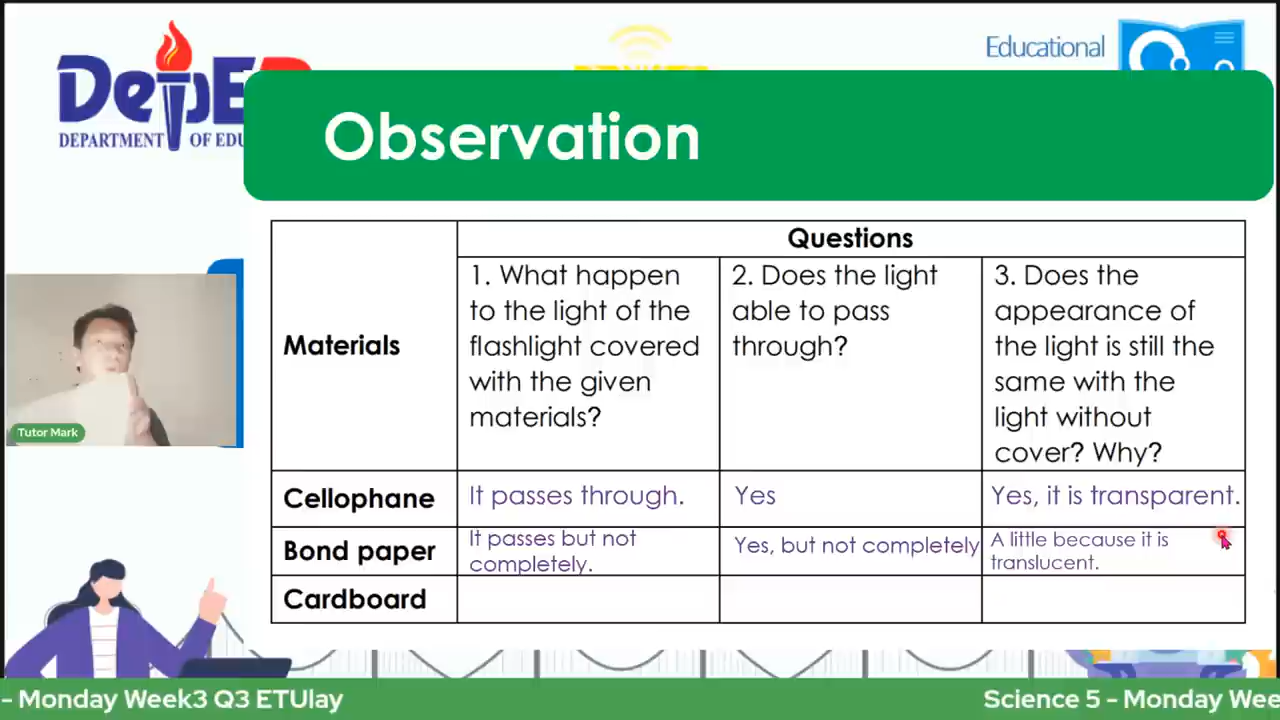 DepED
DEPARTMENT OF EDU
Educational
Observation
Materials
Questions
1. What happen
to the light of the
flashlight covered
with the given
materials?
2. Does the light
able to pass
through?
3. Does the
appearance of
the light is still the
same with the
light without
cover? Why?
Cellophane
It passes through.
Yes
Yes, it is transparent.
Bond paper
It passes but not
completely.
Yes, but not completely
A little because it is
translucent.
Cardboard
Tutor Mark
- Monday Week3 Q3 ETUlay
Science 5 - Monday Wee